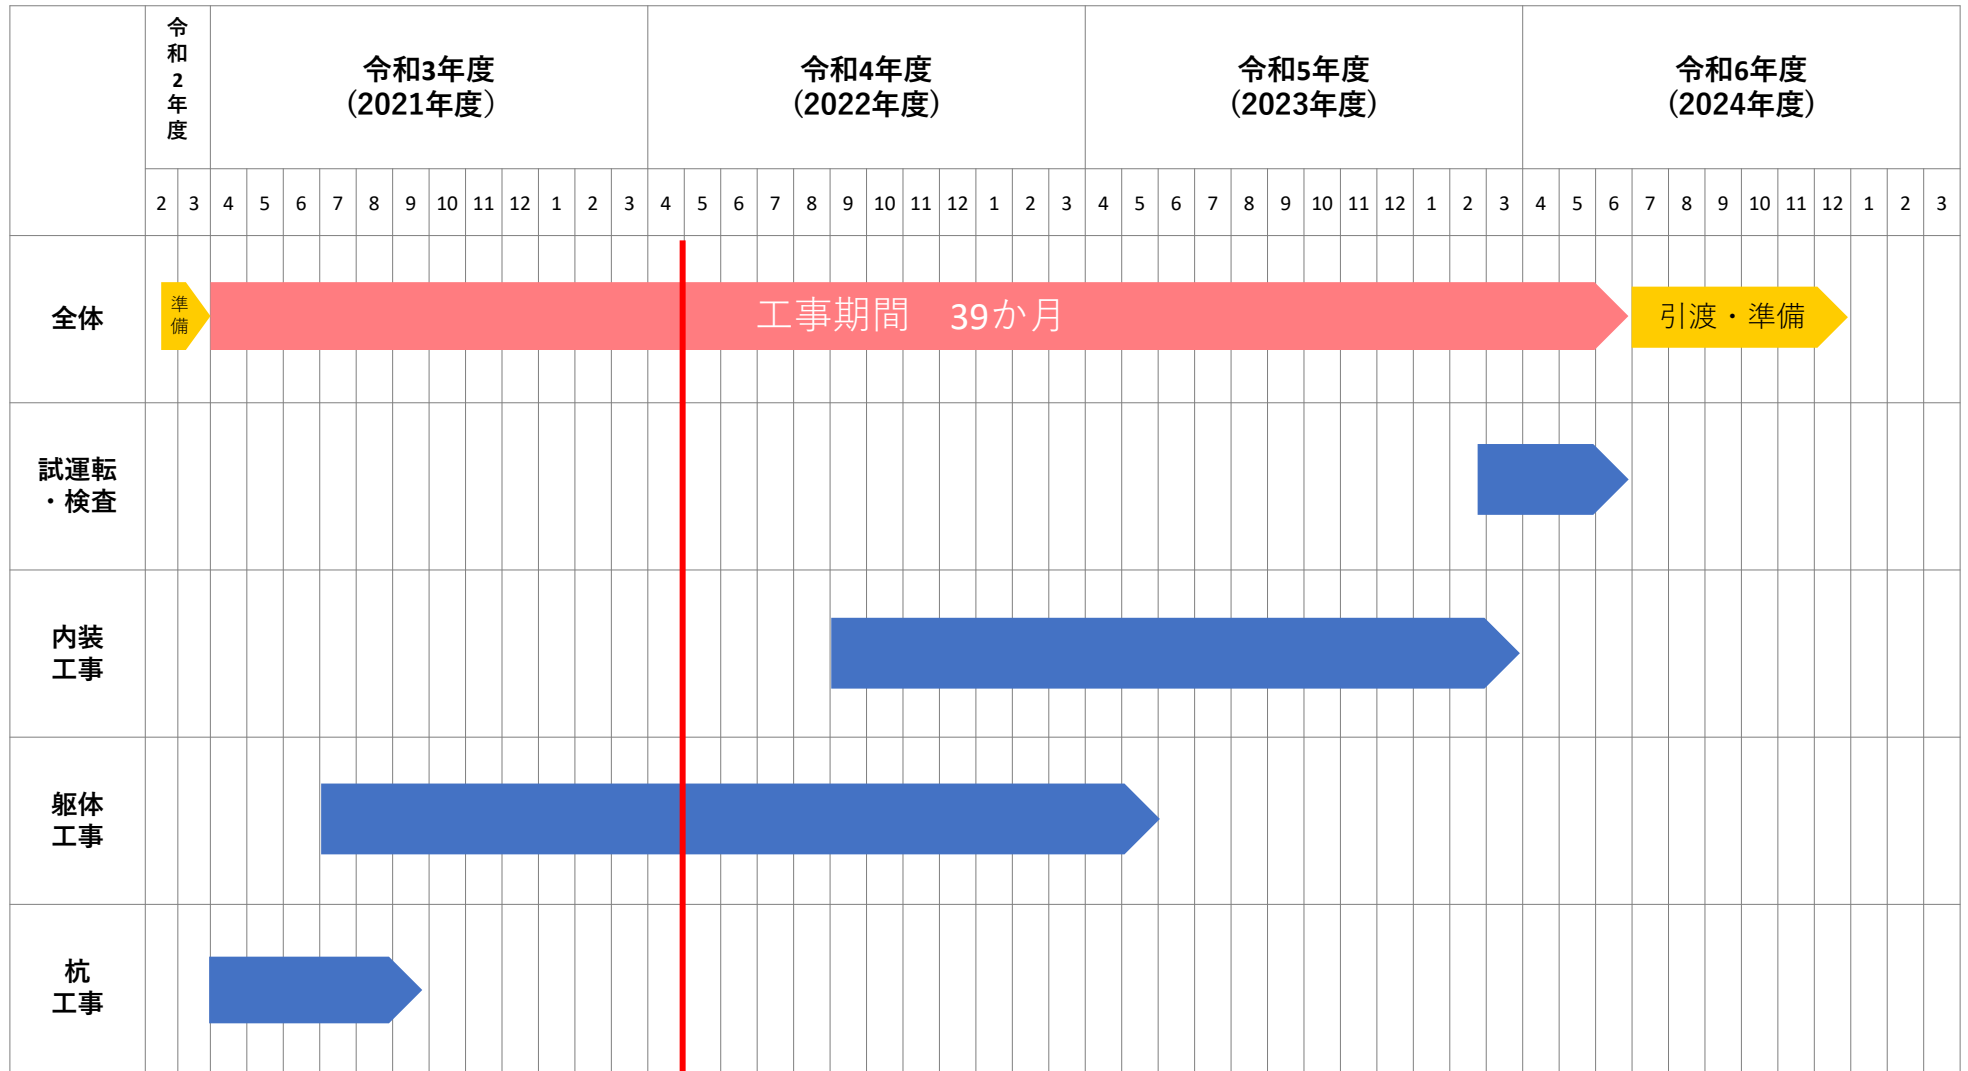 令和2年度
令和3年度
(2021年度)
令和4年度
(2022年度)
令和5年度
(2023年度)
令和6年度
(2024年度)
2 3 4 5 6 7 8 9 10 11 12 1 2 3 4 5 6 7 8 9 10 11 12 1 2 3 4 5 6 7 8 9 10 11 12 1 2 3 4 5 6 7 8 9 10 11 12 1 2 3
全体
準備
工事期間　39か月
引渡・準備
試運転
・検査
内装
工事
躯体
工事
杭
工事